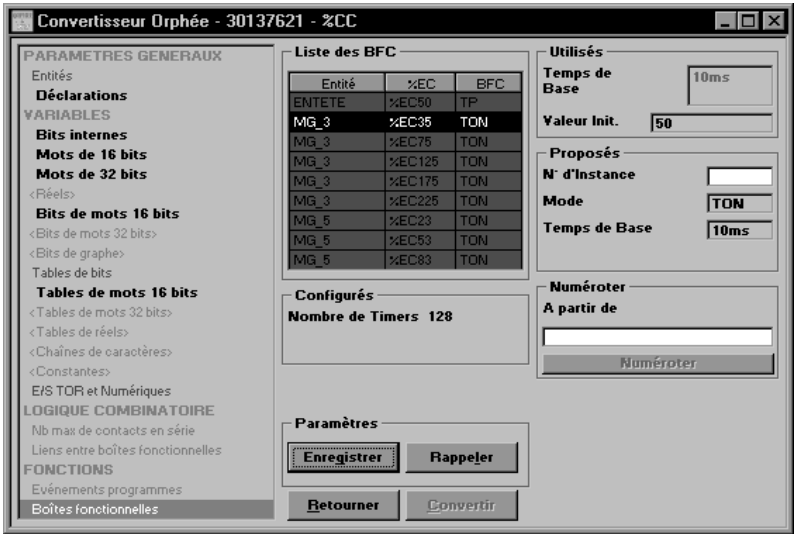 Convertisseur Orphée - 30137621 - %CC
PARAMETRES GENERAUX
Entités
Déclarations
VARIABLES
Bits internes
Mots de 16 bits
Mots de 32 bits
<Réels>
Bits de mots 16 bits
<Bits de mots 32 bits>
<Bits de graphe>
Tables de bits
Tables de mots 16 bits
<Tables de mots 32 bits>
<Tables de réels>
<Chaînes de caractères>
<Constantes>
E/S TOR et Numériques
LOGIQUE COMBINATOIRE
Nb max de contacts en série
Liens entre boîtes fonctionnelles
FONCTIONS
Evénements programmes
Boîtes fonctionnelles
Liste des BFC
Entité %EC BFC
ENTETE %EC50 TP
MG_3 %EC35 TON
MG_3 %EC75 TON
MG_3 %EC125 TON
MG_3 %EC175 TON
MG_3 %EC225 TON
MG_5 %EC23 TON
MG_5 %EC53 TON
MG_5 %EC83 TON
Configurés
Nombre de Timers 128
Paramètres
Enregistrer Rappeler
Retourner Convertir
Utilisés
Temps de Base 10ms
Valeur Init. 50
Proposés
N° d'Instance
Mode TON
Temps de Base 10ms
Numéroter
A partir de
Numéroter